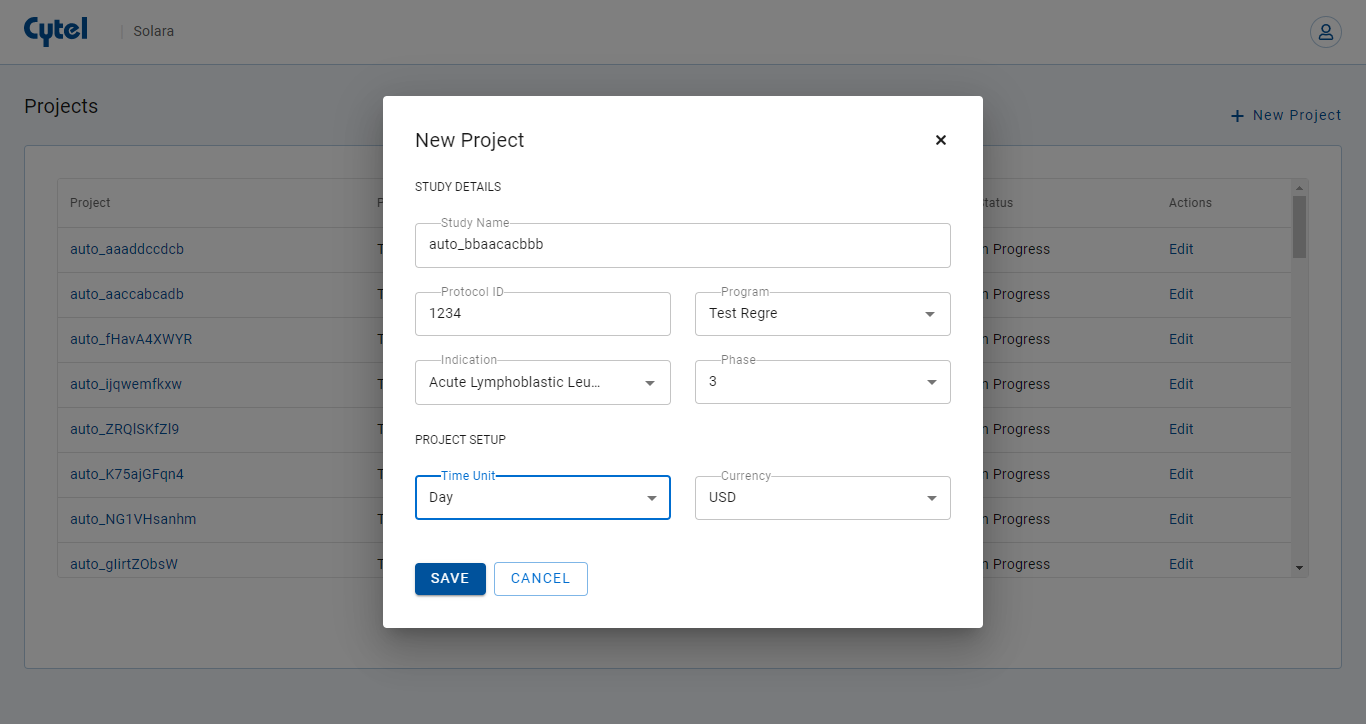 Cytel
Solara
Projects
New Project
Project
Status
Actions
auto_aaaddccdcb
Progress
Edit
auto_aaccabcadb
Progress
Edit
auto_fHavA4XWYR
Progress
Edit
auto_ijqwemfkxw
Progress
Edit
auto_ZRQlSKfZl9
Progress
Edit
auto_K75ajGFqn4
Progress
Edit
auto_NG1VHsanhm
Progress
Edit
auto_gIirtZObsW
Progress
Edit
New Project
STUDY DETAILS
Study Name
auto_bbaacacbbb
Protocol ID
1234
Program
Test Regre
Indication
Acute Lymphoblastic Leu...
Phase
3
PROJECT SETUP
Time Unit
Day
Currency
USD
SAVE
CANCEL